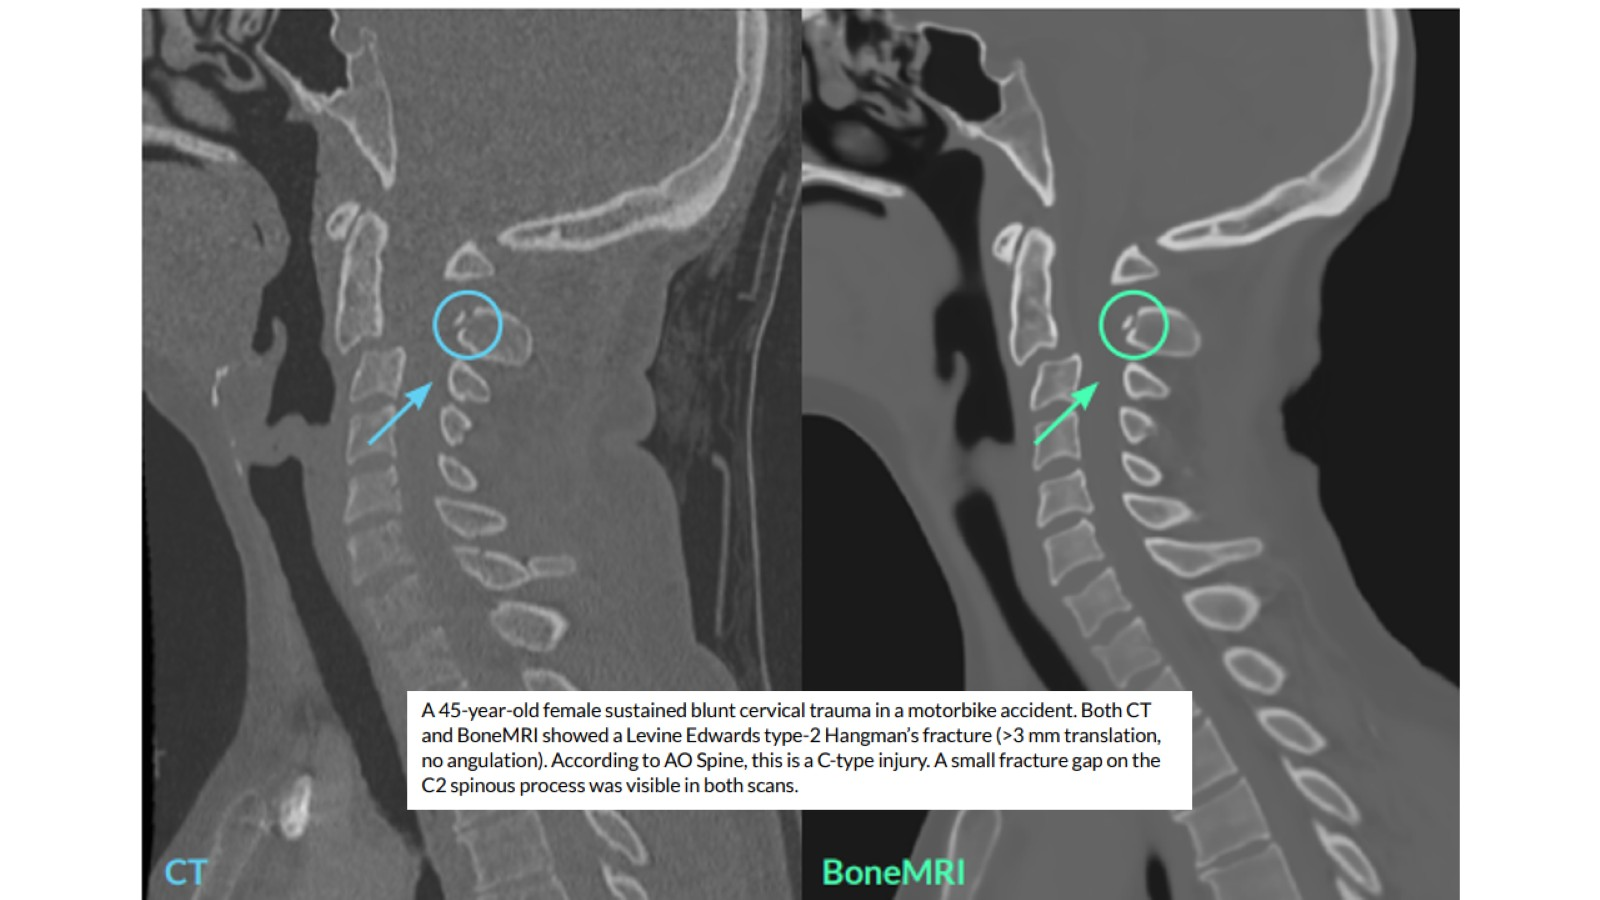 A 45-year-old female sustained blunt cervical trauma in a motorbike accident. Both CT
and BoneMRI showed a Levine Edwards type-2 Hangman’s fracture (>3 mm translation,
no angulation). According to AO Spine, this is a C-type injury. A small fracture gap on the
C2 spinous process was visible in both scans.
CT
BoneMRI